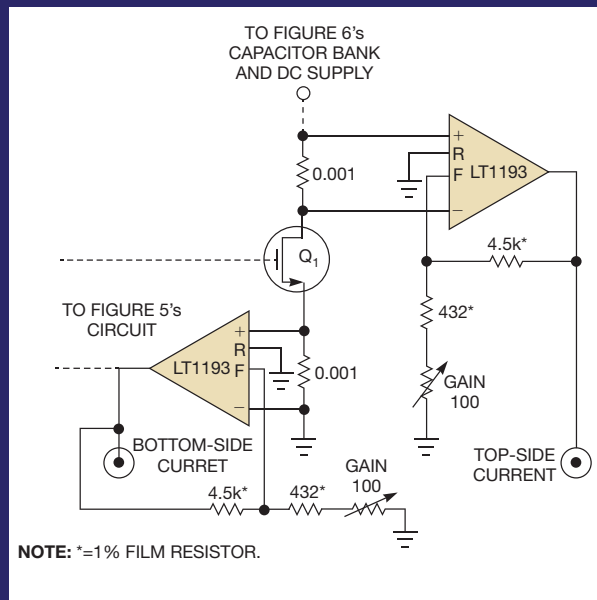 TO FIGURE 6's
CAPACITOR BANK
AND DC SUPPLY
+
R
F
LT1193
−
0.001
4.5k*
Q1
432*
TO FIGURE 5's
CIRCUIT
+
R
F
LT1193
−
0.001
GAIN
100
BOTTOM-SIDE
CURRET
TOP-SIDE
CURRENT
GAIN
100
4.5k*
432*
NOTE: *=1% FILM RESISTOR.